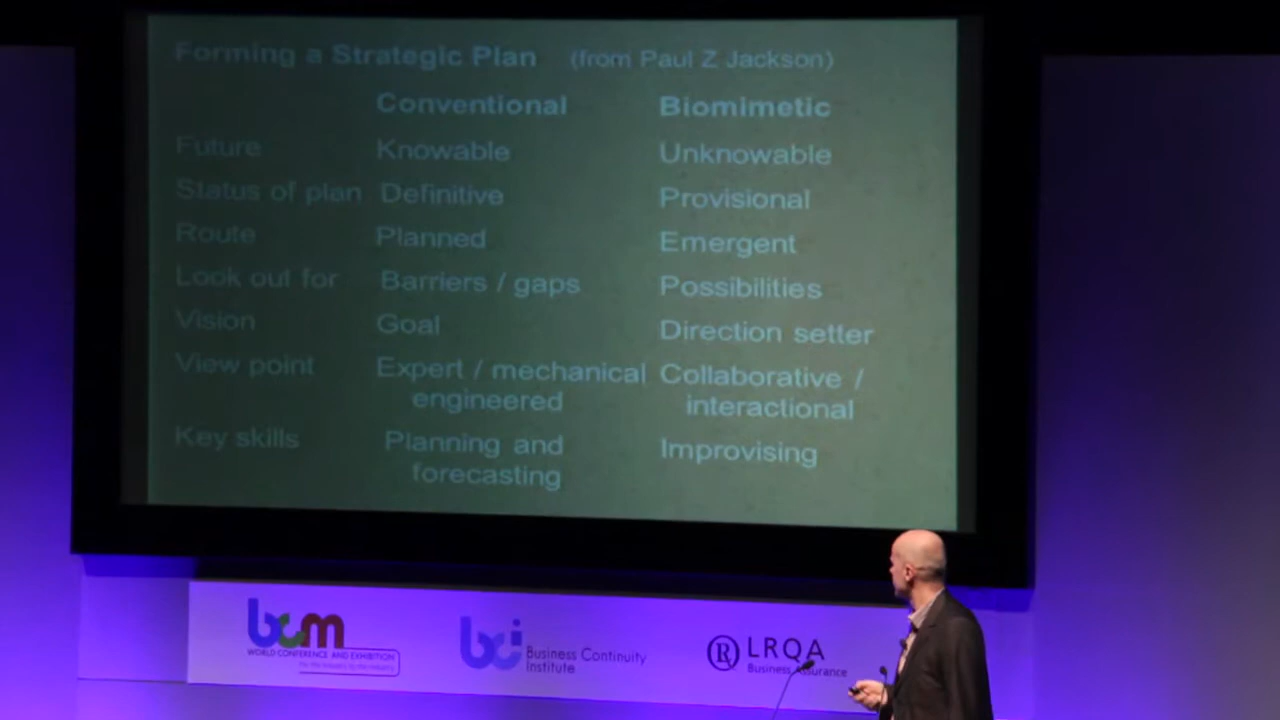 Forming a Strategic Plan (from Paul Z Jackson)
Conventional Biomimetic
Future Knowable Unknowable
Status of plan Definitive Provisional
Route Planned Emergent
Look out for Barriers / gaps Possibilities
Vision Goal Direction setter
View point Expert / mechanical Collaborative /
engineered interactional
Key skills Planning and Improvising
forecasting
bcm
WORLD CONFERENCE AND EXHIBITION
bci Business Continuity
Institute
LRQA
Business Assurance